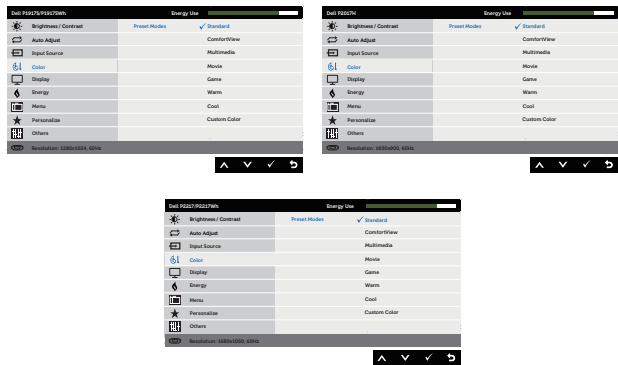 Dell P1917S/P1917SWh Energy Use
Brightness / Contrast Preset Modes ✓ Standard
Auto Adjust ComfortView
Input Source Multimedia
Color Movie
Display Game
Energy Warm
Menu Cool
Personalize Custom Color
Others
Resolution: 1280x1024, 60Hz
Dell P2017H Energy Use
Brightness / Contrast Preset Modes ✓ Standard
Auto Adjust ComfortView
Input Source Multimedia
Color Movie
Display Game
Energy Warm
Menu Cool
Personalize Custom Color
Others
Resolution: 1600x900, 60Hz
Dell P2217/P2217Wh Energy Use
Brightness / Contrast Preset Modes ✓ Standard
Auto Adjust ComfortView
Input Source Multimedia
Color Movie
Display Game
Energy Warm
Menu Cool
Personalize Custom Color
Others
Resolution: 1680x1050, 60Hz